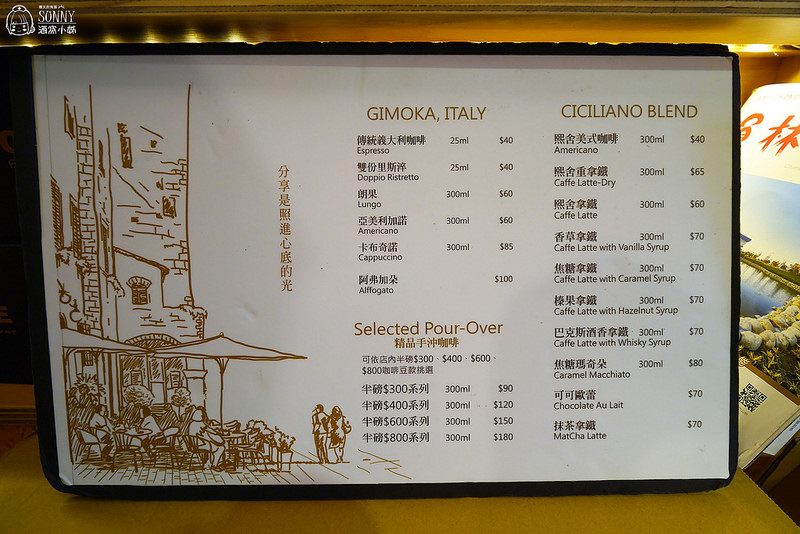 SONNY
酒窩小姊
分享是照進心底的光
GIMOKA, ITALY
傳統義大利咖啡 25ml $40
Espresso
雙份里斯淬 25ml $40
Doppio Ristretto
朗果 300ml $60
Lungo
亞美利加諾 300ml $60
Americano
卡布奇諾 300ml $85
Cappuccino
阿弗加朵 $100
Alffogato
Selected Pour-Over
精品手沖咖啡
可依店內半磅$300、$400、$600、
$800咖啡豆款挑選
半磅$300系列 300ml $90
半磅$400系列 300ml $120
半磅$600系列 300ml $150
半磅$800系列 300ml $180
CICILIANO BLEND
熙舍美式咖啡 300ml $40
Americano
熙舍重拿鐵 300ml $65
Caffe Latte-Dry
熙舍拿鐵 300ml $60
Caffe Latte
香草拿鐵 300ml $70
Caffe Latte with Vanilla Syrup
焦糖拿鐵 300ml $70
Caffe Latte with Caramel Syrup
榛果拿鐵 300ml $70
Caffe Latte with Hazelnut Syrup
巴克斯酒香拿鐵 300ml $70
Caffe Latte with Whisky Syrup
焦糖瑪奇朵 300ml $80
Caramel Macchiato
可可歐蕾 $70
Chocolate Au Lait
抹茶拿鐵 $70
MatCha Latte
林